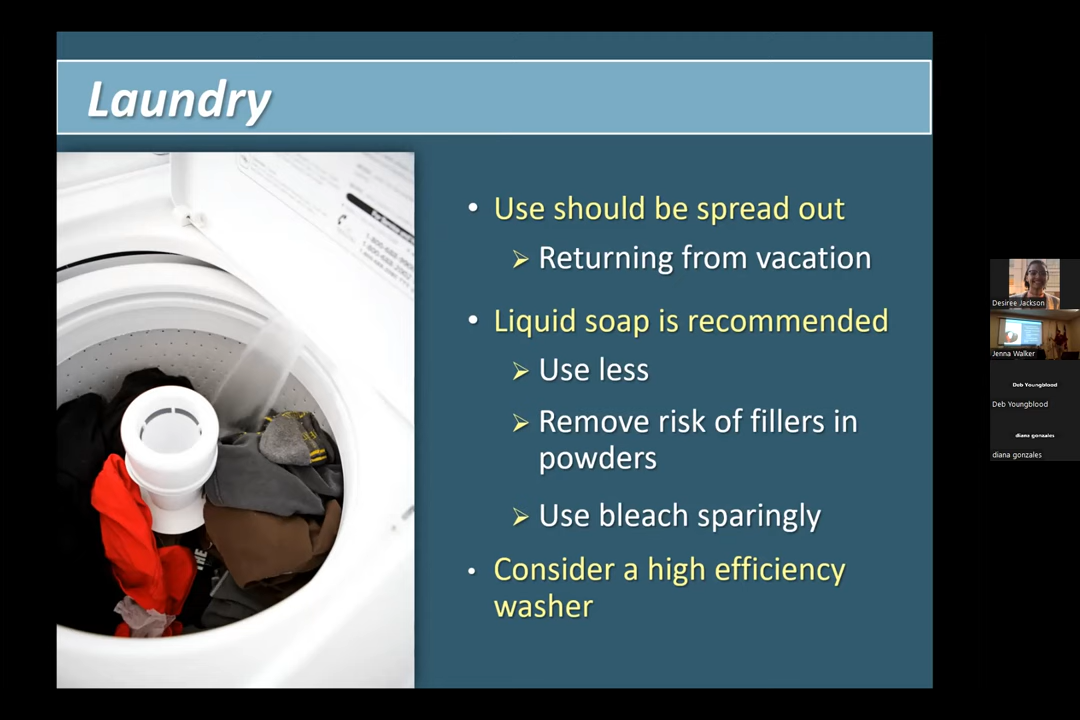 Laundry
• Use should be spread out
➢ Returning from vacation
• Liquid soap is recommended
➢ Use less
➢ Remove risk of fillers in
powders
➢ Use bleach sparingly
• Consider a high efficiency
washer
THE
Desiree Jackson
Jenna Walker
Deb Youngblood
Deb Youngblood
diana gonzales
diana gonzales